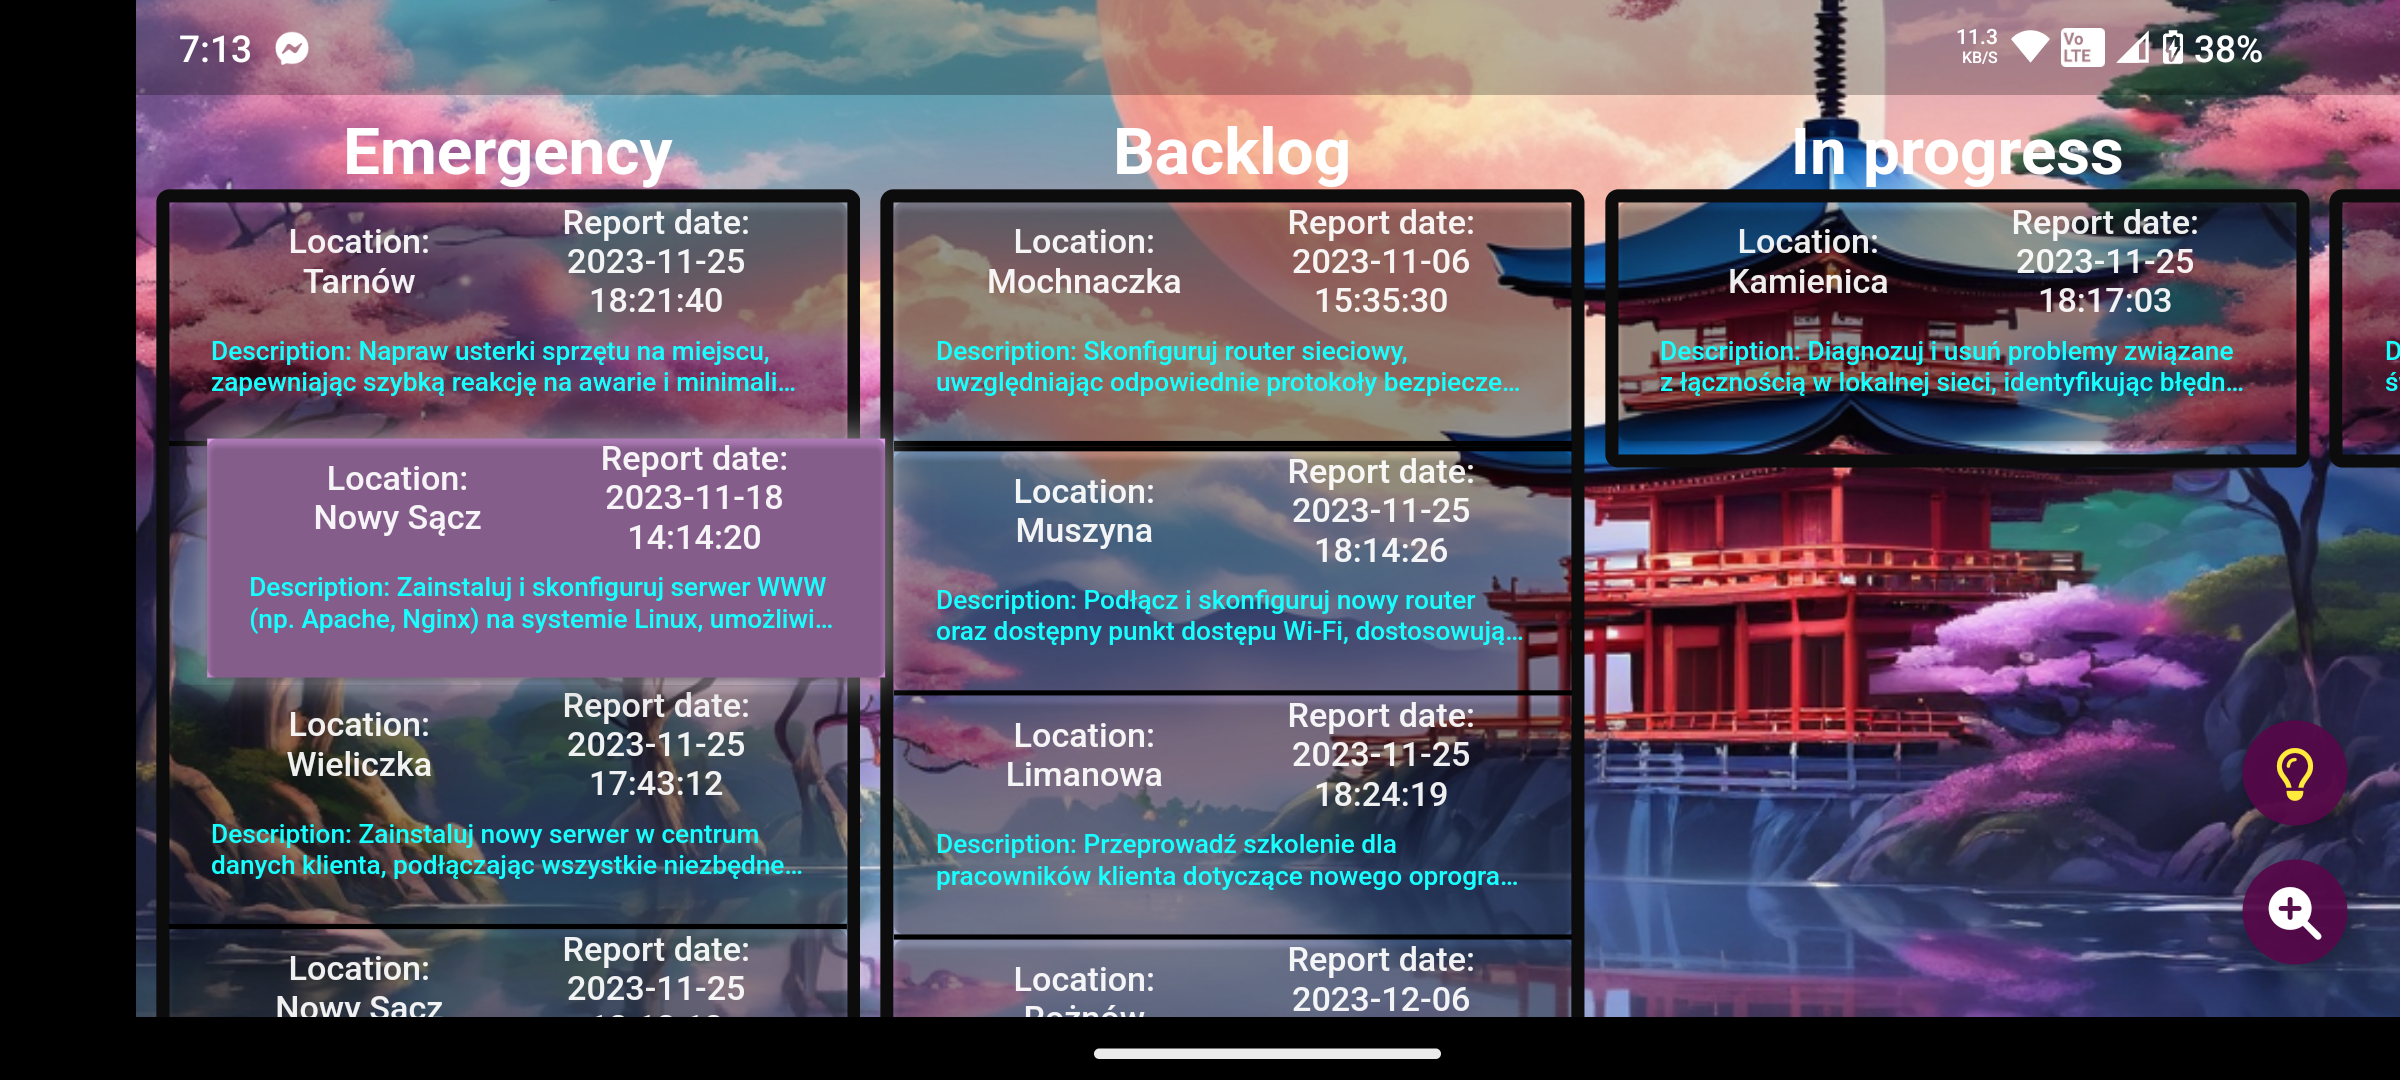 7:13
11.3
KB/S
Vo
LTE
38%
Emergency
Location:
Tarnów
Report date:
2023-11-25
18:21:40
Description: Napraw usterki sprzętu na miejscu,
zapewniając szybką reakcję na awarie i minimali...
Location:
Nowy Sącz
Report date:
2023-11-18
14:14:20
Description: Zainstaluj i skonfiguruj serwer WWW
(np. Apache, Nginx) na systemie Linux, umożliwi...
Location:
Wieliczka
Report date:
2023-11-25
17:43:12
Description: Zainstaluj nowy serwer w centrum
danych klienta, podłączając wszystkie niezbędne...
Location:
Nowy Sącz
Report date:
2023-11-25
Backlog
Location:
Mochnaczka
Report date:
2023-11-06
15:35:30
Description: Skonfiguruj router sieciowy,
uwzględniając odpowiednie protokoły bezpiecze...
Location:
Muszyna
Report date:
2023-11-25
18:14:26
Description: Podłącz i skonfiguruj nowy router
oraz dostępny punkt dostępu Wi-Fi, dostosowują...
Location:
Limanowa
Report date:
2023-11-25
18:24:19
Description: Przeprowadź szkolenie dla
pracowników klienta dotyczące nowego oprogra...
Location:
Rożnów
Report date:
2023-12-06
In progress
Location:
Kamienica
Report date:
2023-11-25
18:17:03
Description: Diagnozuj i usuń problemy związane
z łącznością w lokalnej sieci, identyfikując błędn...